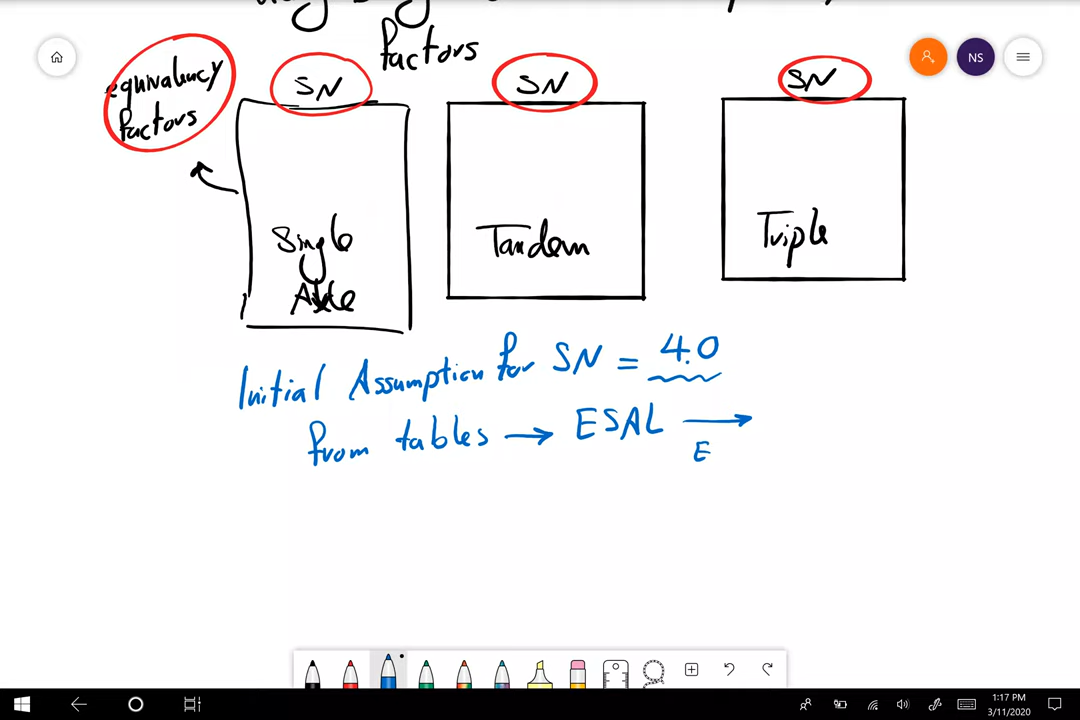 factors
equivalency
factors
SN
SN
SN
NS
Single
Axle
Tandem
Triple
Initial Assumption for SN = 4.0
from tables → ESAL →
E
1:17 PM
3/11/2020